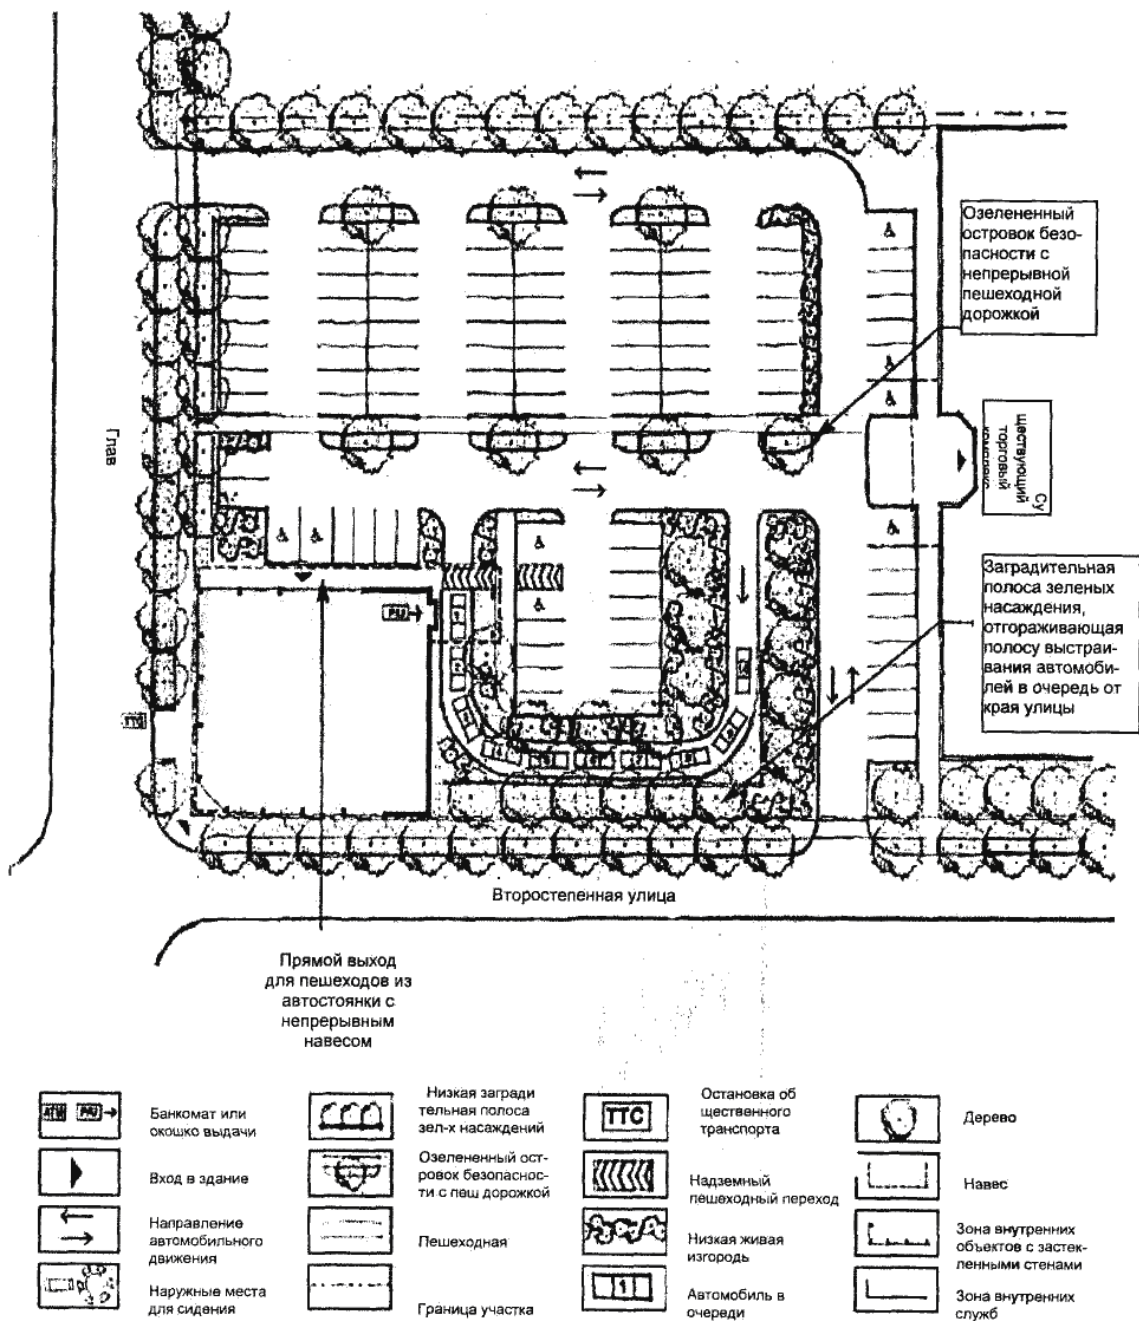 Озелененный
островок безо-
пасности с
непрерывной
пешеходной
дорожкой
Глав
Су
ществующий
торговый
Заградительная
полоса зеленых
насаждения,
отгораживающая
полосу выстраи-
вания автомоби-
лей в очередь от
края улицы
P/U
TTC
Второстепенная улица
Прямой выход
для пешеходов из
автостоянки с
непрерывным
навесом
ATM P/U
Банкомат или
окошко выдачи
Вход в здание
Направление
автомобильного
движения
Наружные места
для сидения
Низкая загради
тельная полоса
зел-х насаждений
Озелененный ост-
ровок безопаснос-
ти с пеш дорожкой
Пешеходная
Граница участка
TTC
Остановка об
щественного
транспорта
Надземный
пешеходный переход
Низкая живая
изгородь
1
Автомобиль в
очереди
Дерево
Навес
Зона внутренних
объектов с застек-
ленными стенами
Зона внутренних
служб